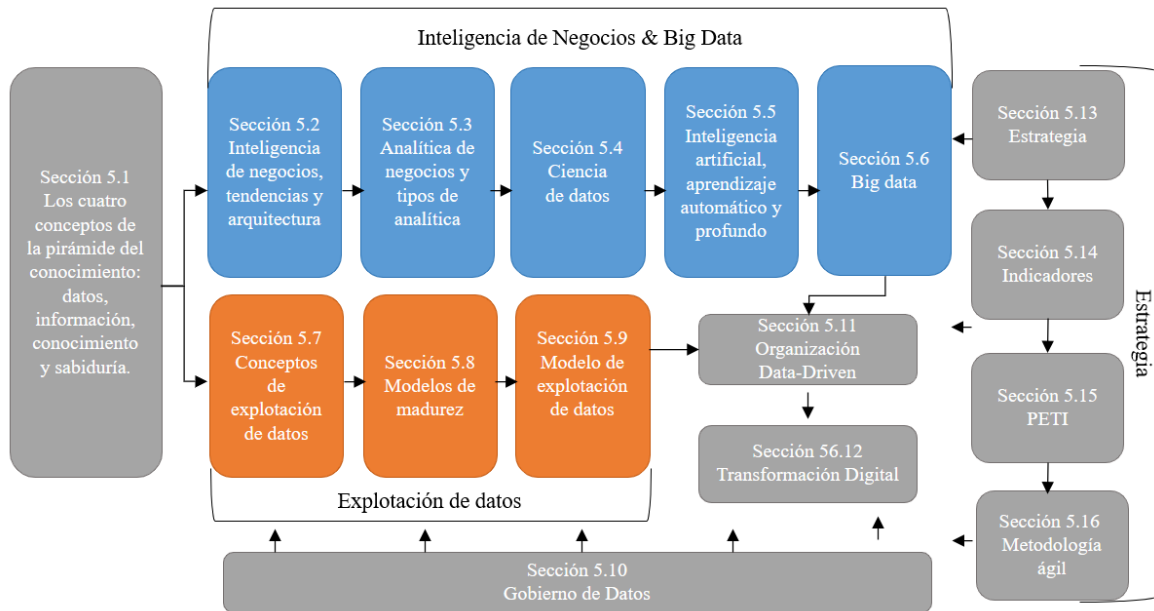 Inteligencia de Negocios & Big Data
Sección 5.1
Los cuatro
conceptos de
la pirámide del
conocimiento:
datos,
información,
conocimiento
y sabiduría.
Sección 5.2
Inteligencia
de negocios,
tendencias y
arquitectura
Sección 5.3
Analítica de
negocios y
tipos de
analítica
Sección 5.4
Ciencia
de datos
Sección 5.5
Inteligencia
artificial,
aprendizaje
automático y
profundo
Sección 5.6
Big data
Sección 5.7
Conceptos
de
explotación
de datos
Sección 5.8
Modelos de
madurez
Sección 5.9
Modelo de
explotación
de datos
Explotación de datos
Sección 5.10
Gobierno de Datos
Sección 5.11
Organización
Data-Driven
Sección 56.12
Transformación Digital
Sección 5.13
Estrategia
Sección 5.14
Indicadores
Sección 5.15
PETI
Sección 5.16
Metodología
ágil
Estrategia